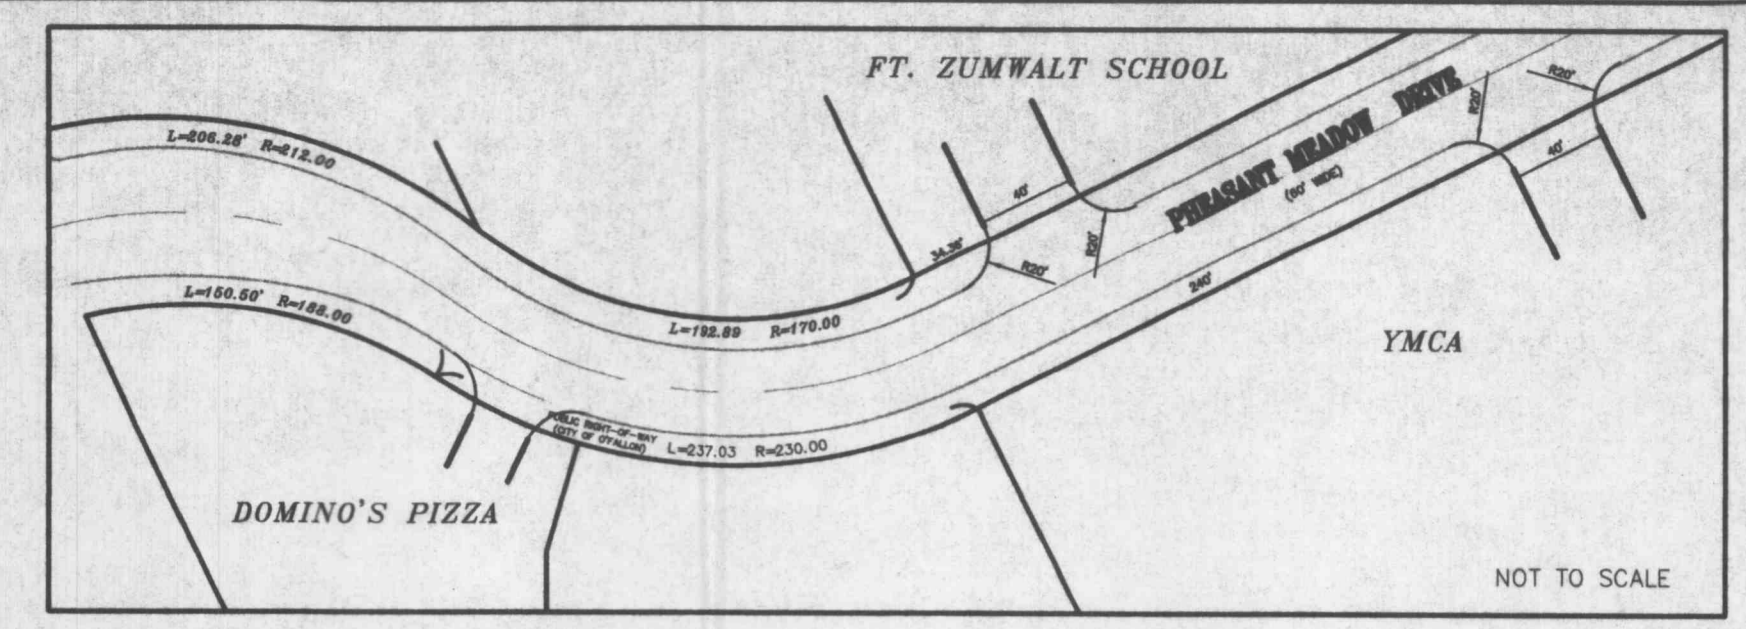 FT. ZUMWALT SCHOOL
L=206.28' R=212.00
PHEASANT MEADOW DRIVE
(60' WIDE)
R20'
R20'
40'
40'
34.36'
R20'
R20'
240'
L=150.50' R=188.00
L=192.89 R=170.00
YMCA
PUBLIC RIGHT-OF-WAY
(CITY OF O'FALLON)
L=237.03 R=230.00
DOMINO'S PIZZA
NOT TO SCALE